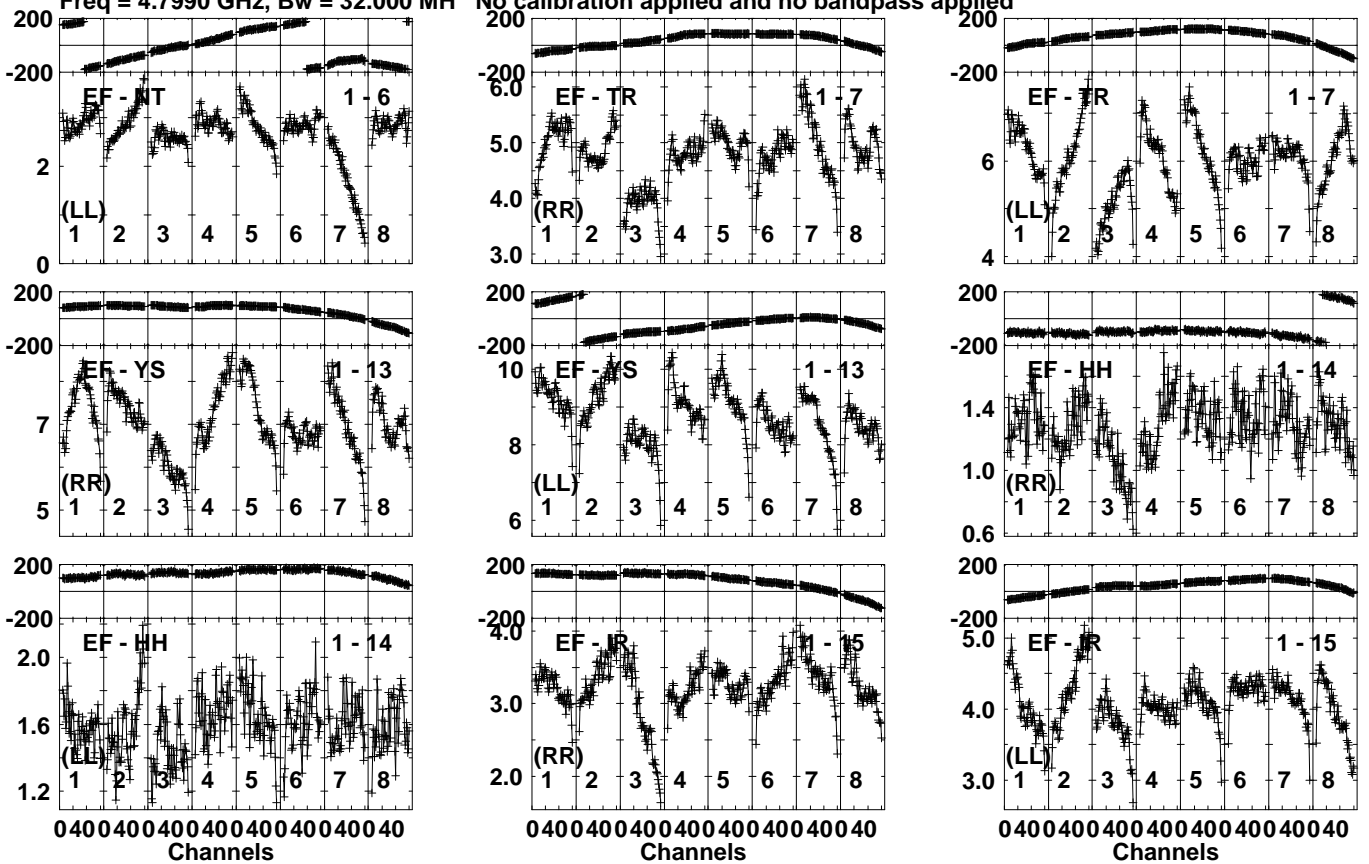 Freq = 4.7990 GHz, Bw = 32.000 MH No calibration applied and no bandpass applied
200
-200
EF - NT 1 - 6
2
0
(LL)
1 2 3 4 5 6 7 8
200
-200
6.0
EF - TR 1 - 7
5.0
4.0
3.0
(RR)
1 2 3 4 5 6 7 8
200
-200
EF - TR 1 - 7
6
4
(LL)
1 2 3 4 5 6 7 8
200
-200
EF - YS 1 - 13
7
5
(RR)
1 2 3 4 5 6 7 8
200
-200
10
EF - YS 1 - 13
8
6
(LL)
1 2 3 4 5 6 7 8
200
-200
EF - HH 1 - 14
1.4
1.0
0.6
(RR)
1 2 3 4 5 6 7 8
200
-200
EF - HH 1 - 14
2.0
1.6
1.2
(LL)
1 2 3 4 5 6 7 8
0 40 0 40 0 40 0 40 0 40 0 40 0 40 0 40
Channels
200
-200
4.0
EF - IR 1 - 15
3.0
2.0
(RR)
1 2 3 4 5 6 7 8
0 40 0 40 0 40 0 40 0 40 0 40 0 40 0 40
Channels
200
-200
5.0
EF - IR 1 - 15
4.0
3.0
(LL)
1 2 3 4 5 6 7 8
0 40 0 40 0 40 0 40 0 40 0 40 0 40 0 40
Channels